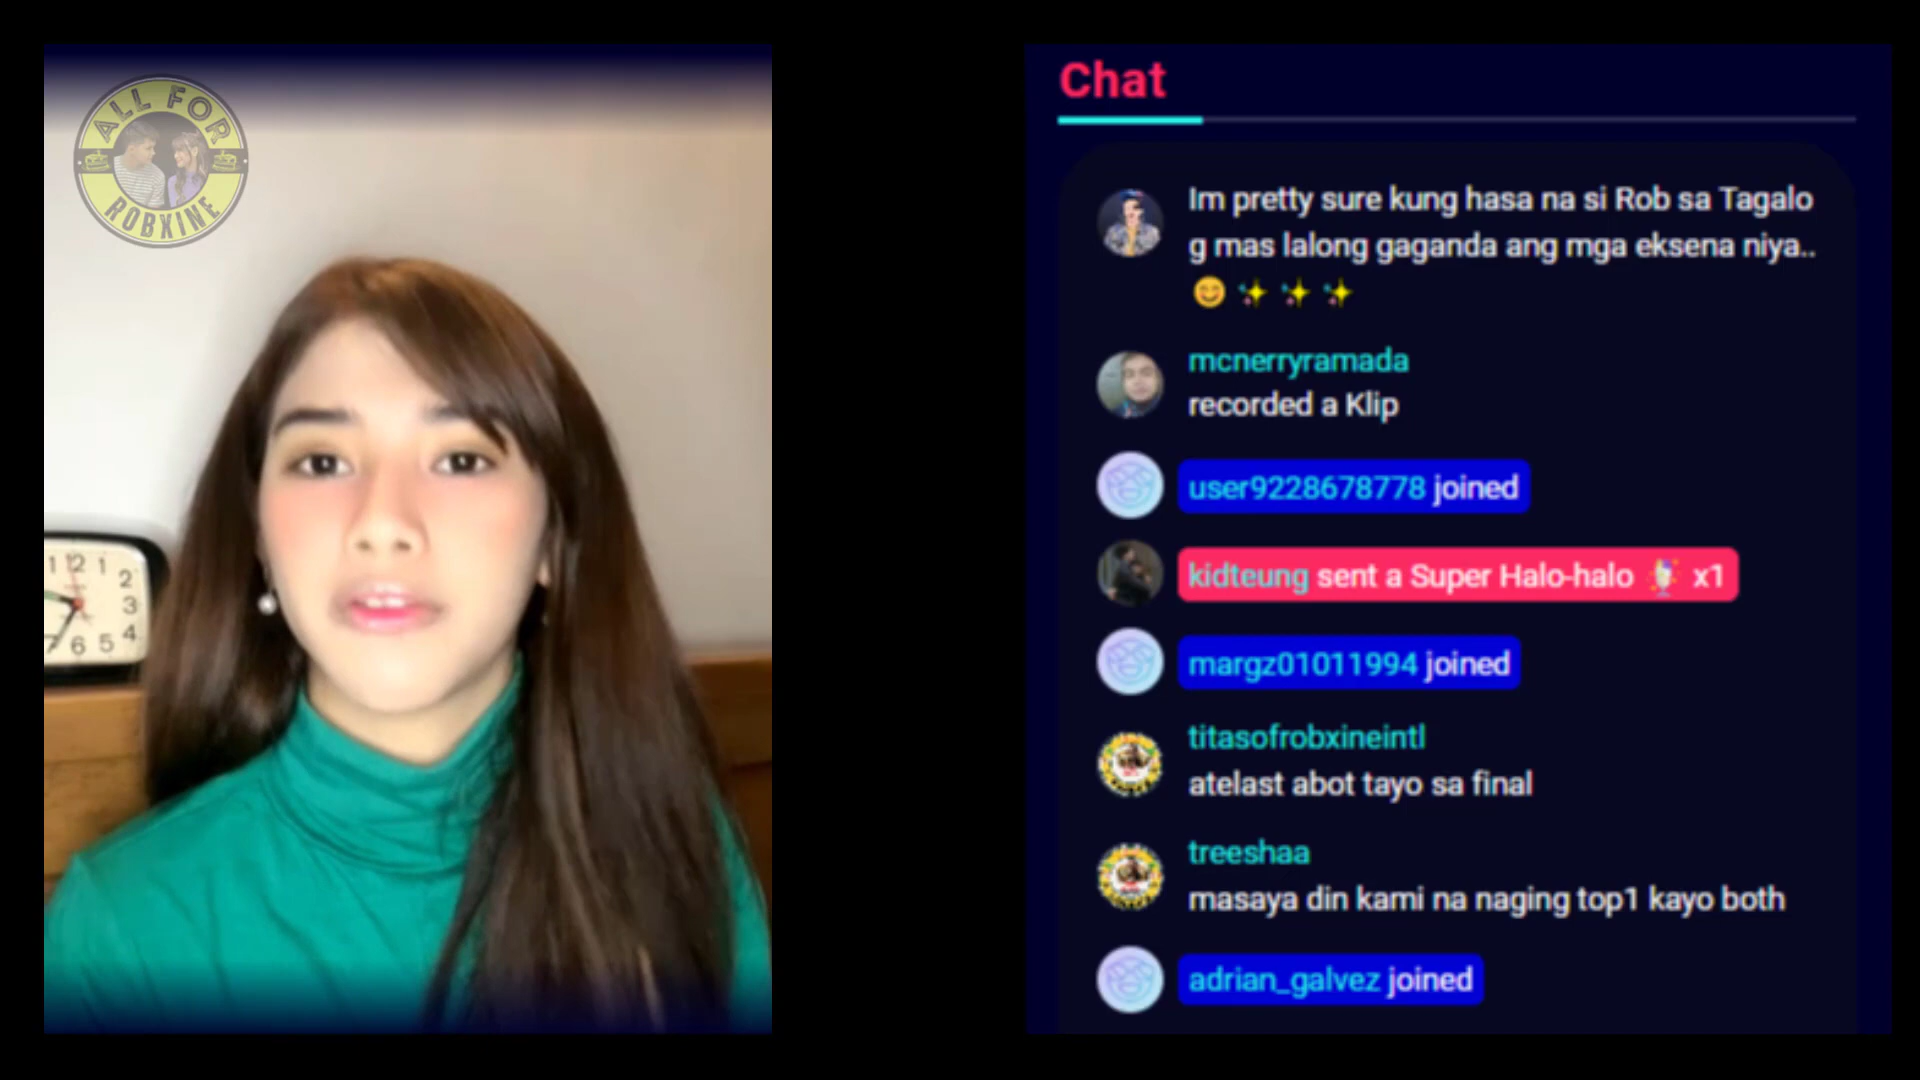 ALL FOR
ROBXINE
11 12 1
2
3
4
5
6
7
Chat
Im pretty sure kung hasa na si Rob sa Tagalo
g mas lalong gaganda ang mga eksena niya..
😊 ✨ ✨ ✨
mcnerryramada
recorded a Klip
user9228678778 joined
kidteung sent a Super Halo-halo x1
margz01011994 joined
titasofrobxineintl
atelast abot tayo sa final
treeshaa
masaya din kami na naging top1 kayo both
adrian_galvez joined